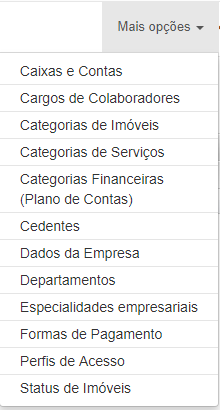 Mais opções
Caixas e Contas
Cargos de Colaboradores
Categorias de Imóveis
Categorias de Serviços
Categorias Financeiras
(Plano de Contas)
Cedentes
Dados da Empresa
Departamentos
Especialidades empresariais
Formas de Pagamento
Perfis de Acesso
Status de Imóveis